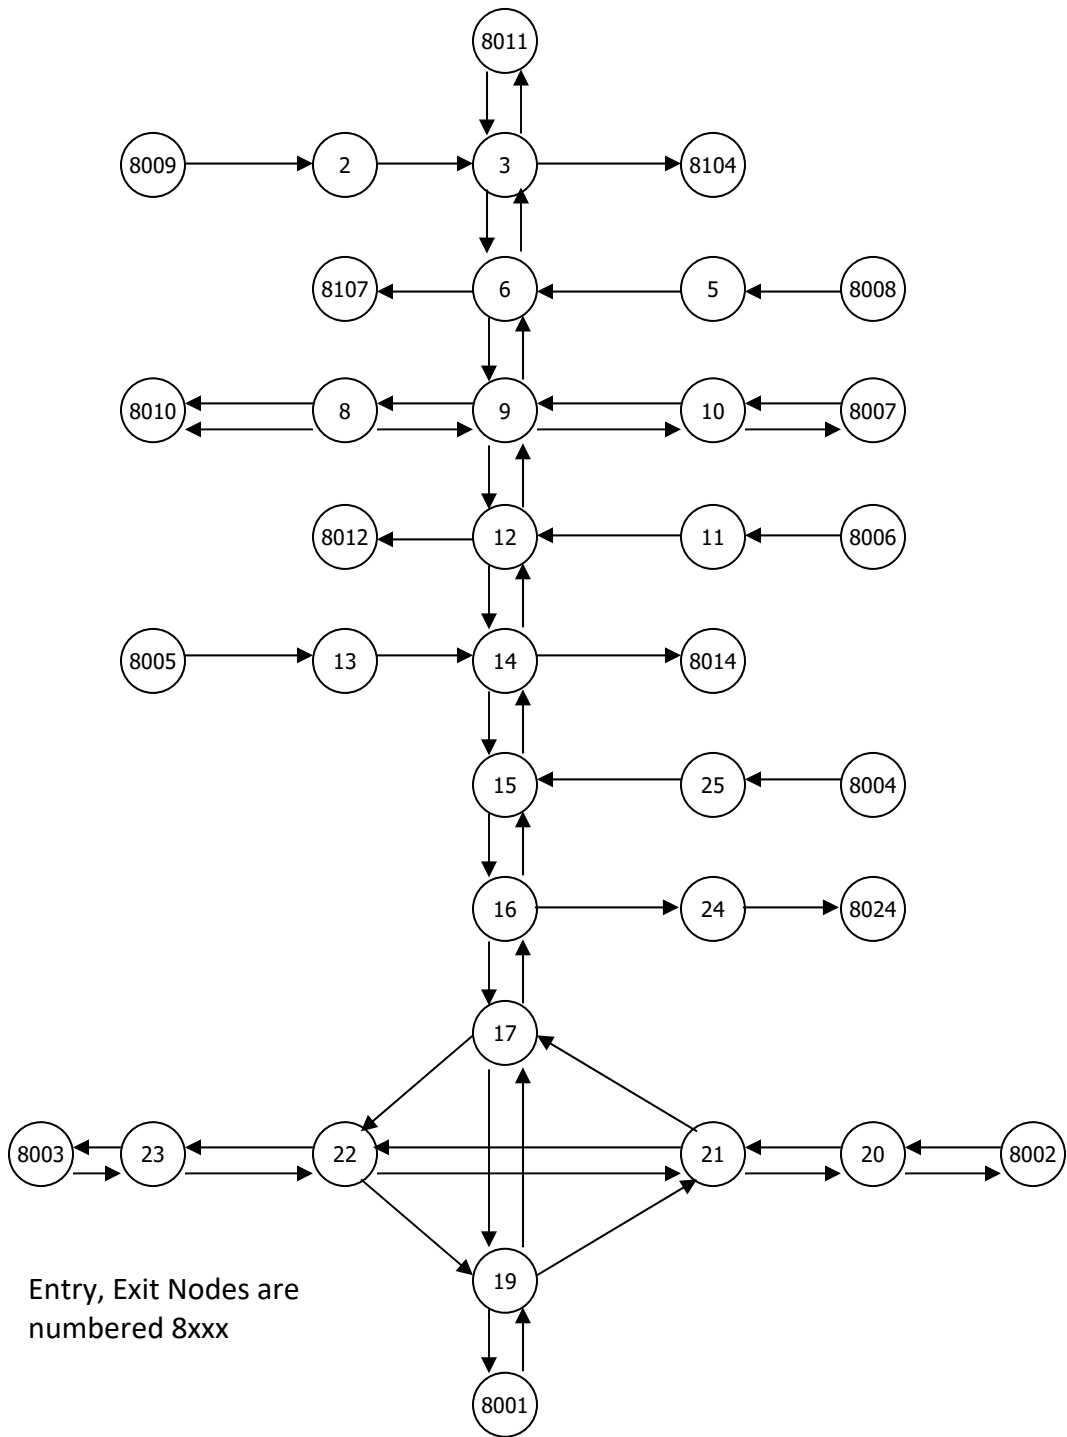 8011
8009 2 3 8104
8107 6 5 8008
8010 8 9 10 8007
8012 12 11 8006
8005 13 14 8014
15 25 8004
16 24 8024
17
8003 23 22 21 20 8002
19
Entry, Exit Nodes are
numbered 8xxx
8001